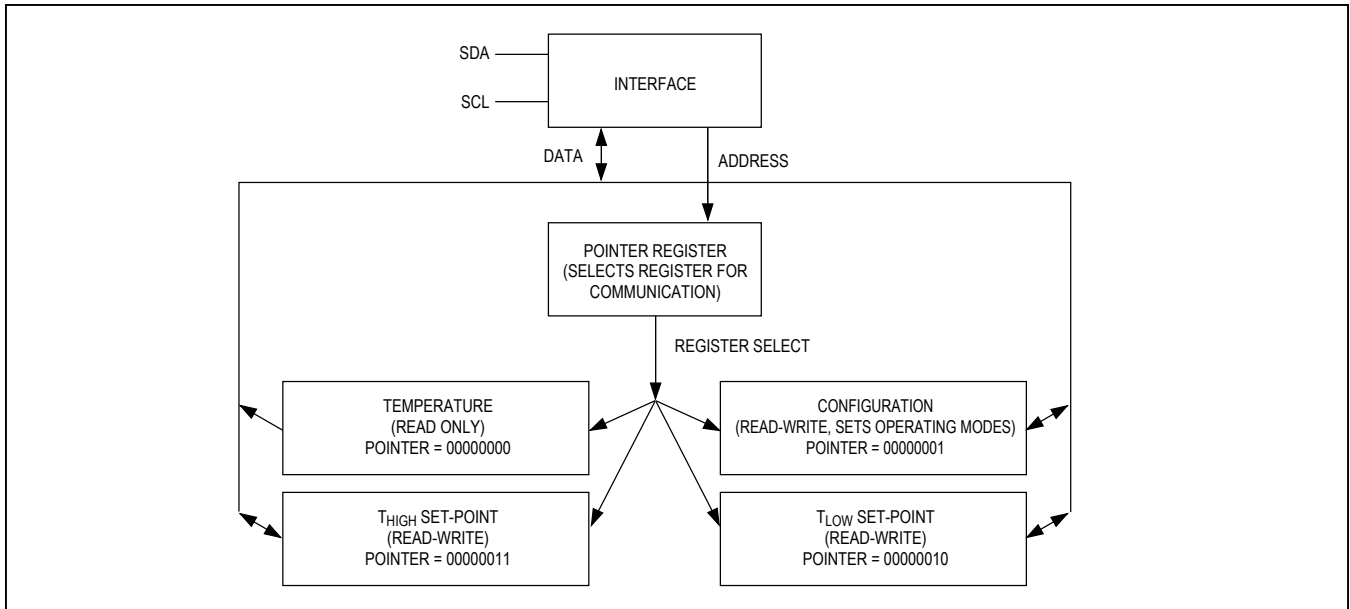 SDA
INTERFACE
SCL
DATA
ADDRESS
POINTER REGISTER
(SELECTS REGISTER FOR
COMMUNICATION)
REGISTER SELECT
TEMPERATURE
(READ ONLY)
POINTER = 00000000
CONFIGURATION
(READ-WRITE, SETS OPERATING MODES)
POINTER = 00000001
THIGH SET-POINT
(READ-WRITE)
POINTER = 00000011
TLOW SET-POINT
(READ-WRITE)
POINTER = 00000010